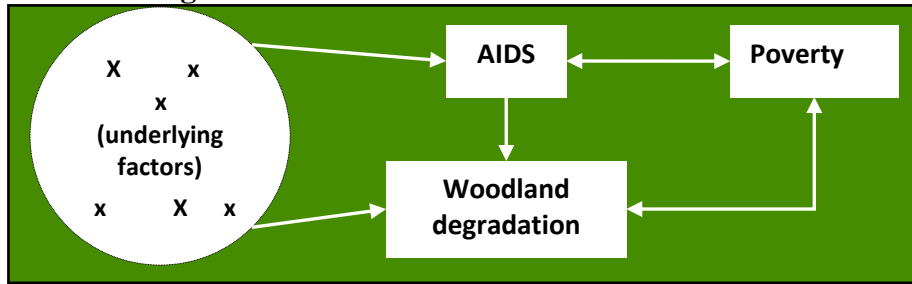 AIDS
Poverty
X x
x
(underlying
factors)
x X x
Woodland
degradation